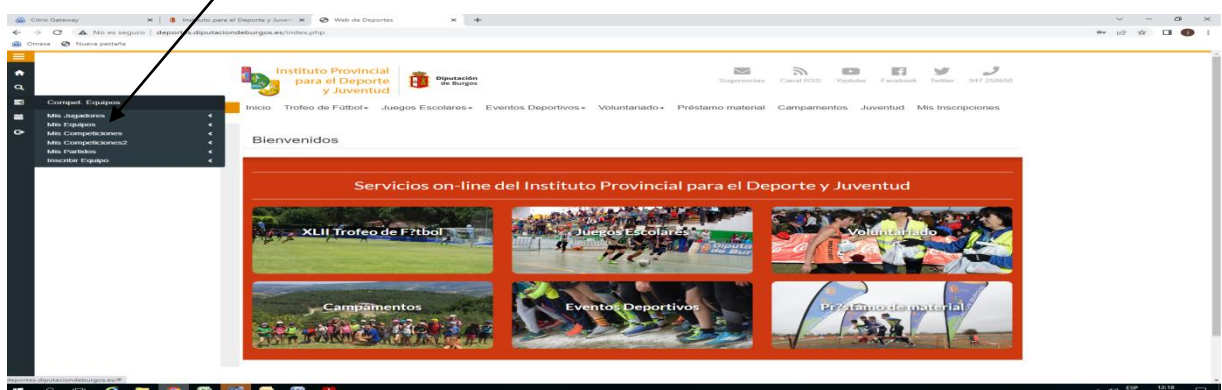 Citrix Gateway
Instituto para el Deporte y Juven
Web de Deportes
No es seguro | deportes.diputaciondeburgos.es/index.php
Omesa
Nueva pestaña
Instituto Provincial
para el Deporte
y Juventud
Diputación
de Burgos
Sugerencias Canal RSS Youtube Facebook Twitter 947 258650
Compet. Equipos
Mis Jugadores
Mis Equipos
Mis Competiciones
Mis Competiciones2
Mis Partidos
Inscribir Equipo
Inicio Trofeo de Fútbol Juegos Escolares Eventos Deportivos Voluntariado Préstamo material Campamentos Juventud Mis Inscripciones
Bienvenidos
Servicios on-line del Instituto Provincial para el Deporte y Juventud
XLII Trofeo de F?tbol
Juegos Escolares
Voluntariado
Campamentos
Eventos Deportivos
Pr?stamo de material
deportes.diputaciondeburgos.es/#
ESP
12:18